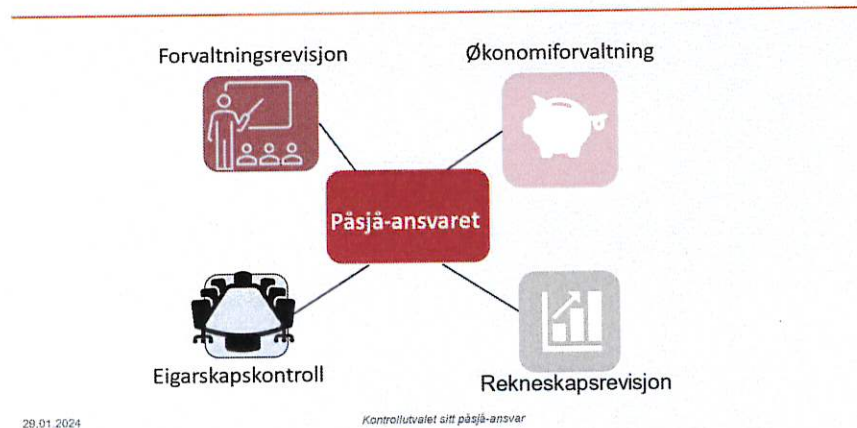 Forvaltningsrevisjon
Økonomiforvaltning
Påsjå-ansvaret
Eigarskapskontroll
Rekneskapsrevisjon
29.01.2024
Kontrollutvalet sitt påsjå-ansvar